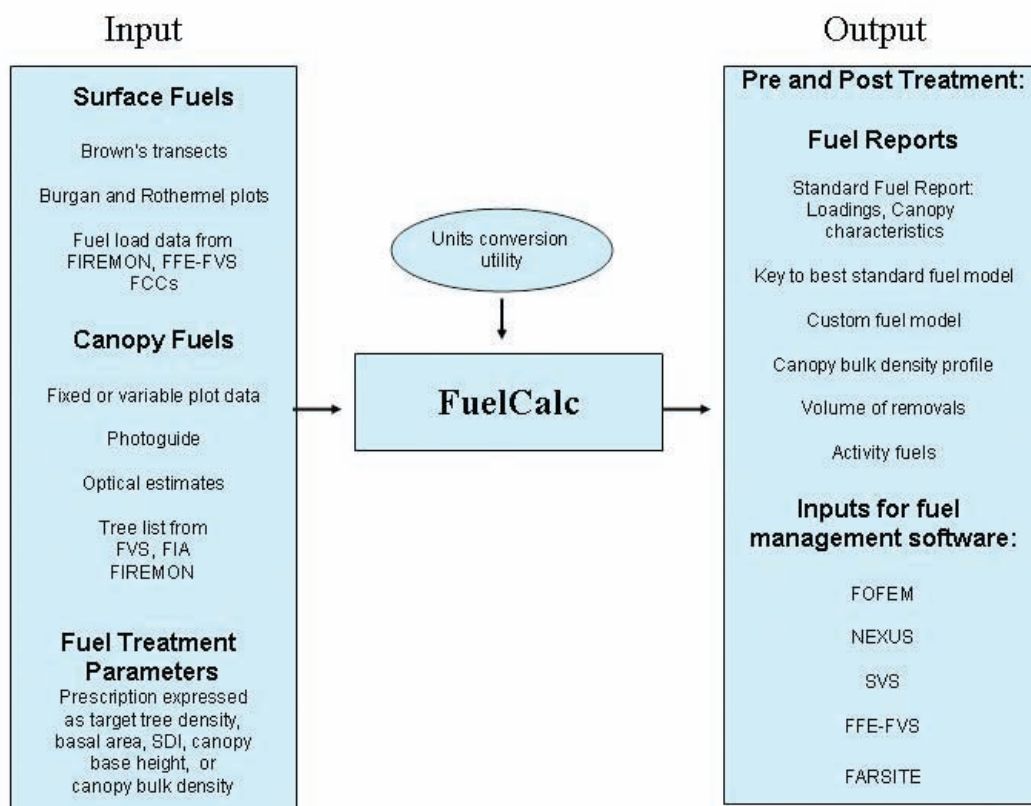 Input
Surface Fuels
Brown's transects
Burgan and Rothermel plots
Fuel load data from
FIREMON, FFE-FVS
FCCs
Canopy Fuels
Fixed or variable plot data
Photoguide
Optical estimates
Tree list from
FVS, FIA
FIREMON
Fuel Treatment
Parameters
Prescription expressed
as target tree density,
basal area, SDI, canopy
base height, or
canopy bulk density
Units conversion
utility
FuelCalc
Output
Pre and Post Treatment:
Fuel Reports
Standard Fuel Report:
Loadings, Canopy
characteristics
Key to best standard fuel model
Custom fuel model
Canopy bulk density profile
Volume of removals
Activity fuels
Inputs for fuel
management software:
FOFEM
NEXUS
SVS
FFE-FVS
FARSITE